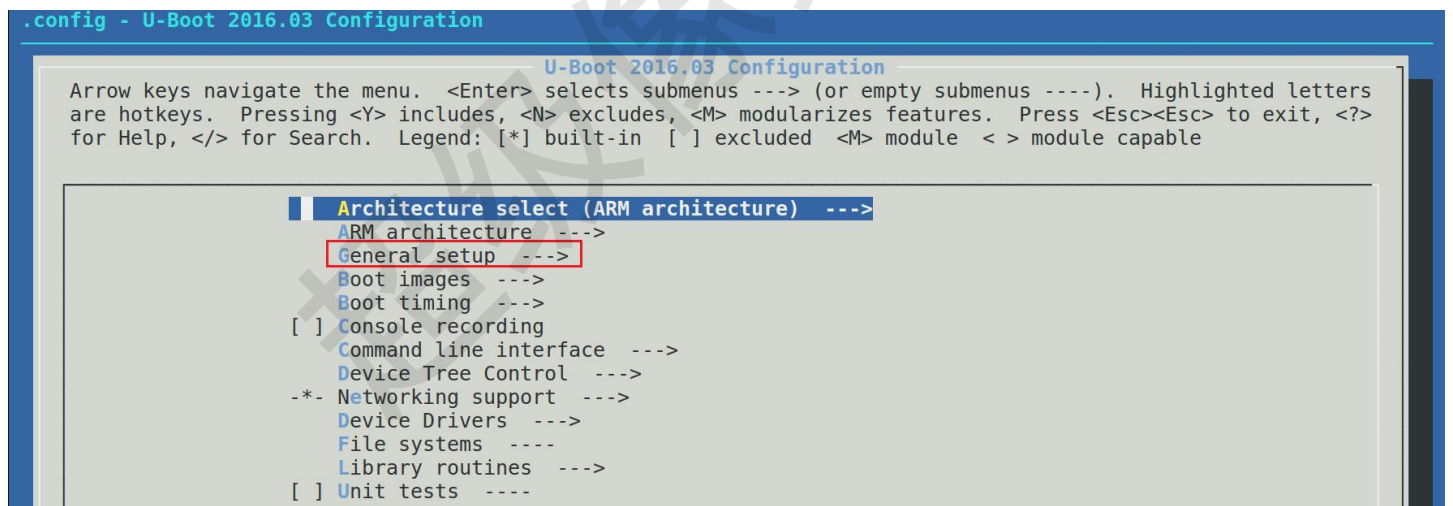 .config - U-Boot 2016.03 Configuration
U-Boot 2016.03 Configuration
Arrow keys navigate the menu.  <Enter> selects submenus ---> (or empty submenus ----).  Highlighted letters
are hotkeys.  Pressing <Y> includes, <N> excludes, <M> modularizes features.  Press <Esc><Esc> to exit, <?>
for Help, </> for Search.  Legend: [*] built-in  [ ] excluded  <M> module  < > module capable
Architecture select (ARM architecture)  --->
ARM architecture  --->
General setup  --->
Boot images  --->
Boot timing  --->
[ ] Console recording
Command line interface  --->
Device Tree Control  --->
-*- Networking support  --->
Device Drivers  --->
File systems  ----
Library routines  --->
[ ] Unit tests  ----